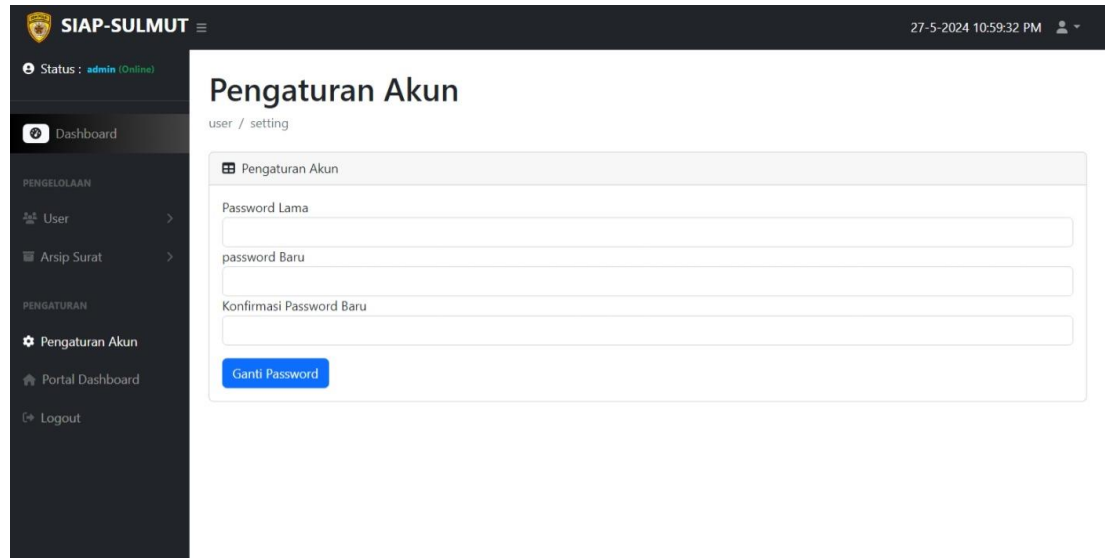 SIAP-SULMUT
27-5-2024 10:59:32 PM
Status : admin (Online)
Dashboard
PENGELOLAAN
User
Arsip Surat
PENGATURAN
Pengaturan Akun
Portal Dashboard
Logout
Pengaturan Akun
user / setting
Pengaturan Akun
Password Lama
password Baru
Konfirmasi Password Baru
Ganti Password